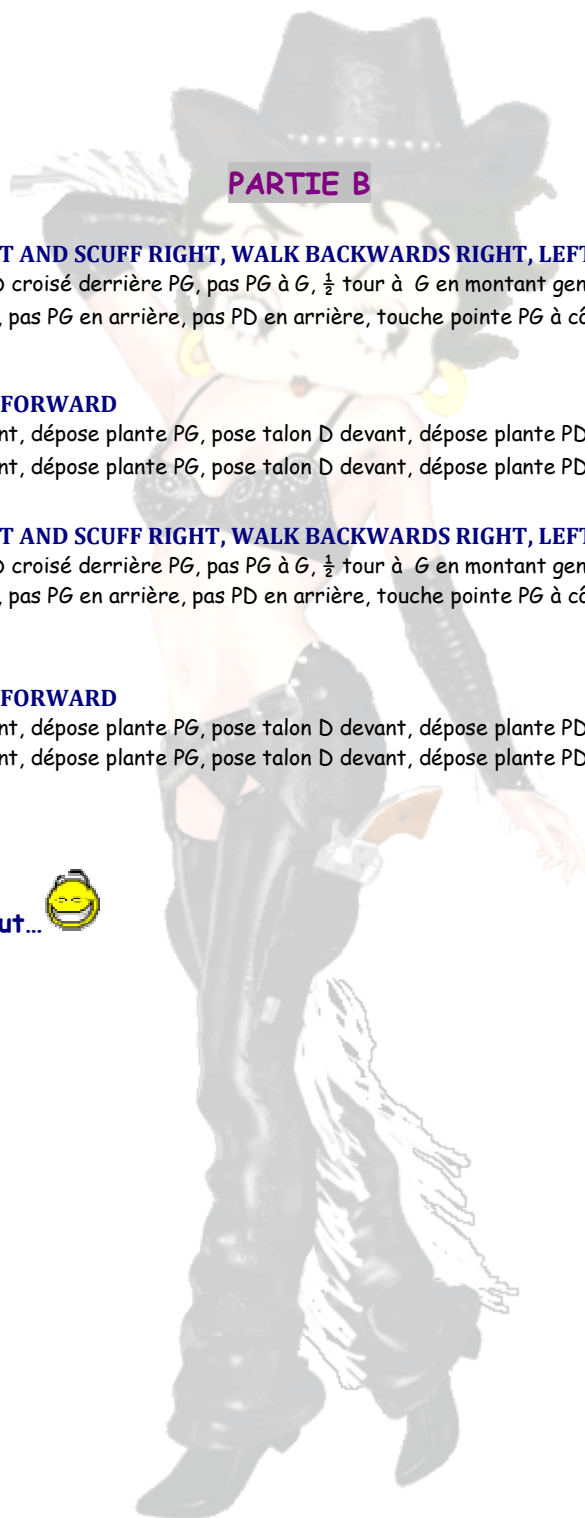 PARTIE B
T AND SCUFF RIGHT, WALK BACKWARDS RIGHT, LEFT
croisé derrière PG, pas PG à G, ½ tour à G en montant gen
, pas PG en arrière, pas PD en arrière, touche pointe PG à cô
FORWARD
nt, dépose plante PG, pose talon D devant, dépose plante PD
nt, dépose plante PG, pose talon D devant, dépose plante PD
T AND SCUFF RIGHT, WALK BACKWARDS RIGHT, LEFT
croisé derrière PG, pas PG à G, ½ tour à G en montant gen
, pas PG en arrière, pas PD en arrière, touche pointe PG à cô
FORWARD
nt, dépose plante PG, pose talon D devant, dépose plante PD
nt, dépose plante PG, pose talon D devant, dépose plante PD
ut…